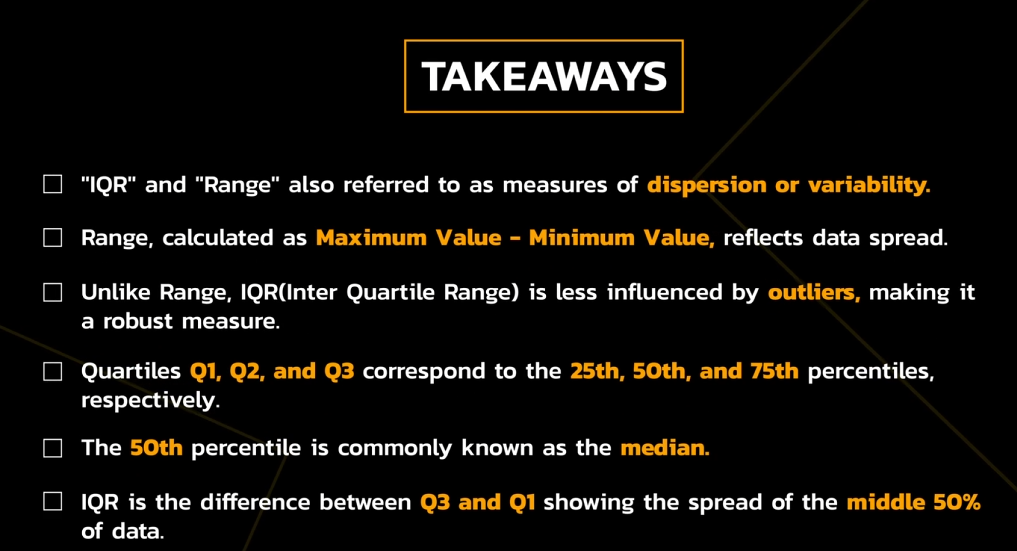 TAKEAWAYS
"IQR" and "Range" also referred to as measures of dispersion or variability.
Range, calculated as Maximum Value - Minimum Value, reflects data spread.
Unlike Range, IQR(Inter Quartile Range) is less influenced by outliers, making it
a robust measure.
Quartiles Q1, Q2, and Q3 correspond to the 25th, 50th, and 75th percentiles,
respectively.
The 50th percentile is commonly known as the median.
IQR is the difference between Q3 and Q1 showing the spread of the middle 50%
of data.